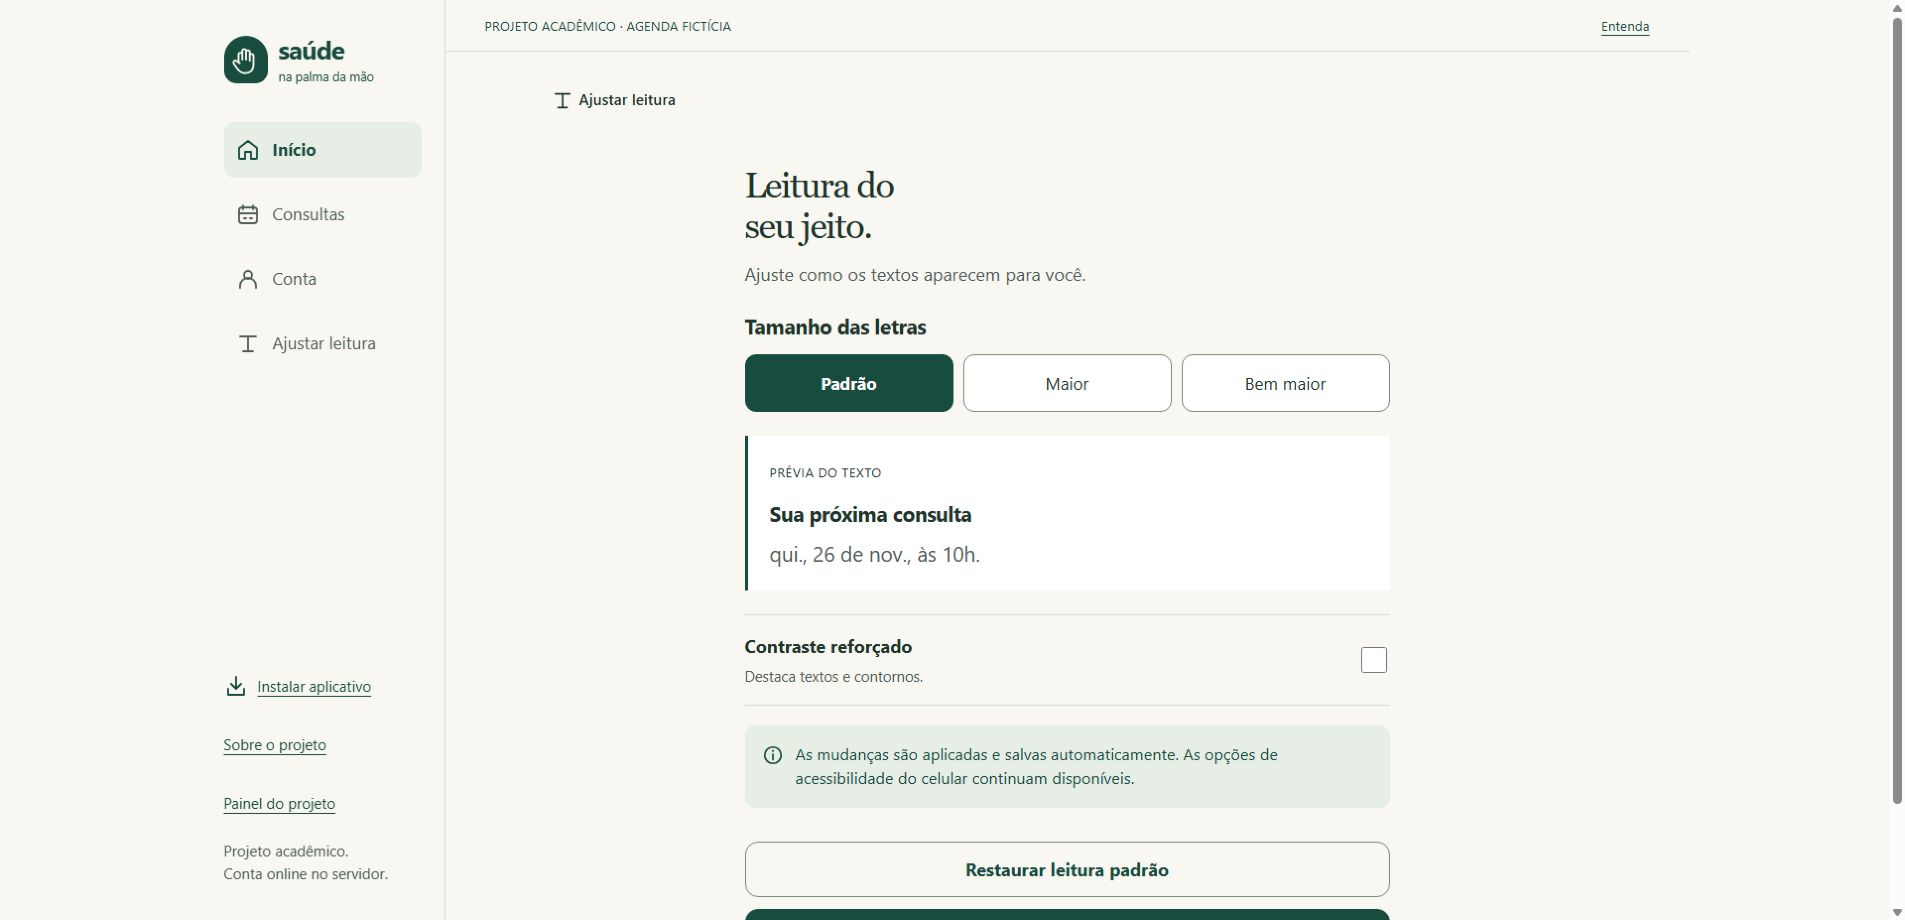 saúde
na palma da mão
Início
Consultas
Conta
Ajustar leitura
Instalar aplicativo
Sobre o projeto
Painel do projeto
Projeto acadêmico.
Conta online no servidor.
PROJETO ACADÊMICO · AGENDA FICTÍCIA
Entenda
Ajustar leitura
Leitura do
seu jeito.
Ajuste como os textos aparecem para você.
Tamanho das letras
Padrão
Maior
Bem maior
PRÉVIA DO TEXTO
Sua próxima consulta
qui., 26 de nov., às 10h.
Contraste reforçado
Destaca textos e contornos.
As mudanças são aplicadas e salvas automaticamente. As opções de
acessibilidade do celular continuam disponíveis.
Restaurar leitura padrão